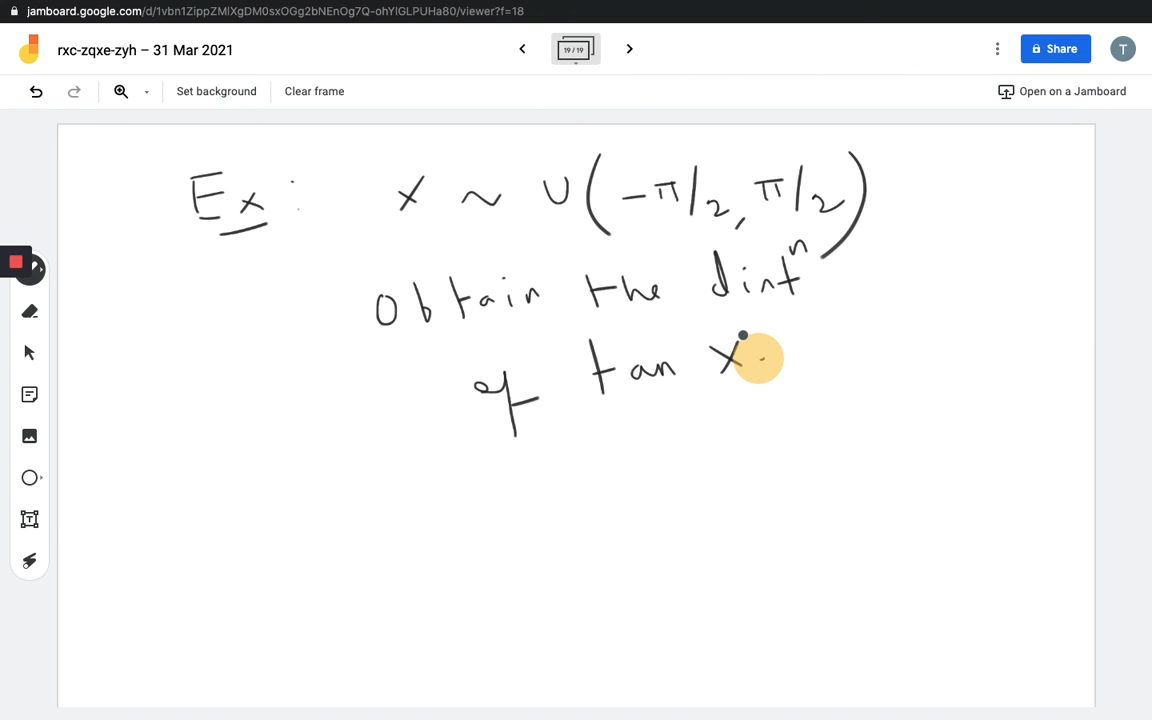 jamboard.google.com/d/1vbn1ZippZMlXgDM0sxOGg2bNEnOg7Q-ohYlGLPUHa80/viewer?f=18
rxc-zqxe-zyh – 31 Mar 2021
19 / 19
Share
T
Set background
Clear frame
Open on a Jamboard
Ex : X ~ U(-π/2, π/2)
Obtain the distⁿ
of tan X.